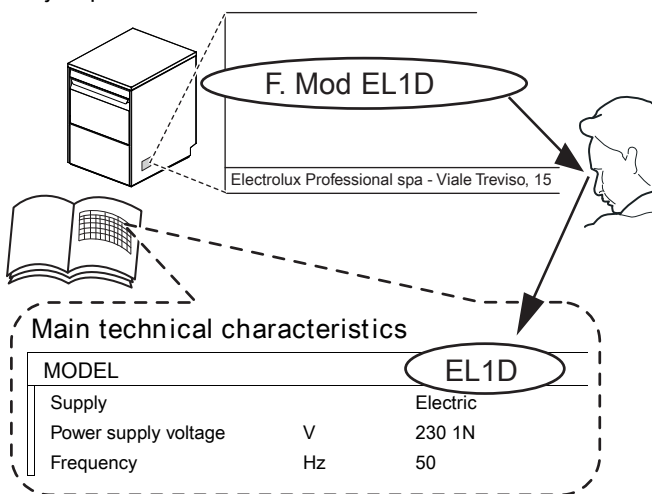 F. Mod EL1D
Electrolux Professional spa - Viale Treviso, 15
Main technical characteristics
MODEL EL1D
Supply Electric
Power supply voltage V 230 1N
Frequency Hz 50